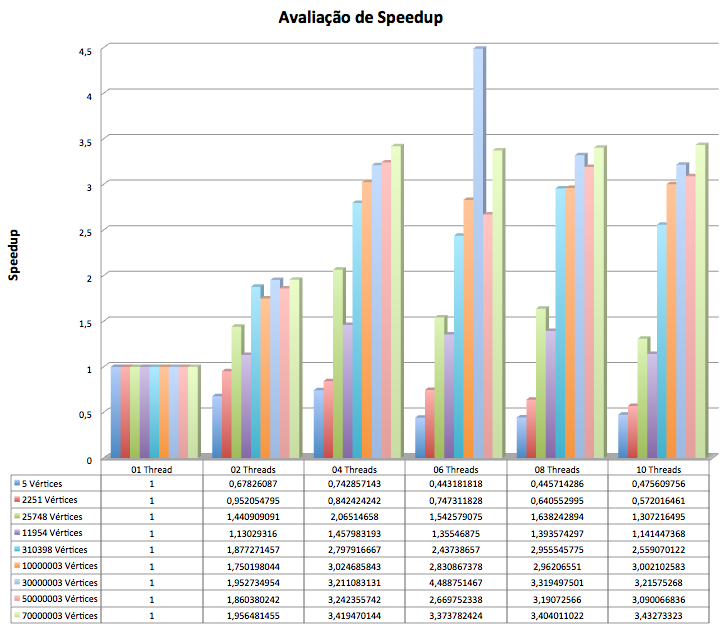 Avaliação de Speedup
Speedup
4,5
4
3,5
3
2,5
2
1,5
1
0,5
0
01 Thread 02 Threads 04 Threads 06 Threads 08 Threads 10 Threads
5 Vértices 1 0,67826087 0,742857143 0,443181818 0,445714286 0,475609756
2251 Vértices 1 0,952054795 0,842424242 0,747311828 0,640552995 0,572016461
25748 Vértices 1 1,440909091 2,06514658 1,542579075 1,638242894 1,307216495
11954 Vértices 1 1,13029316 1,457983193 1,35546875 1,393574297 1,141447368
310398 Vértices 1 1,877271457 2,797916667 2,43738657 2,955545775 2,559070122
10000003 Vértices 1 1,750198044 3,024685843 2,830867378 2,96206551 3,002102583
30000003 Vértices 1 1,952734954 3,211083131 4,488751467 3,319497501 3,21575268
50000003 Vértices 1 1,860380242 3,242355742 2,669752338 3,19072566 3,090066836
70000003 Vértices 1 1,956481455 3,419470144 3,373782424 3,404011022 3,43273323